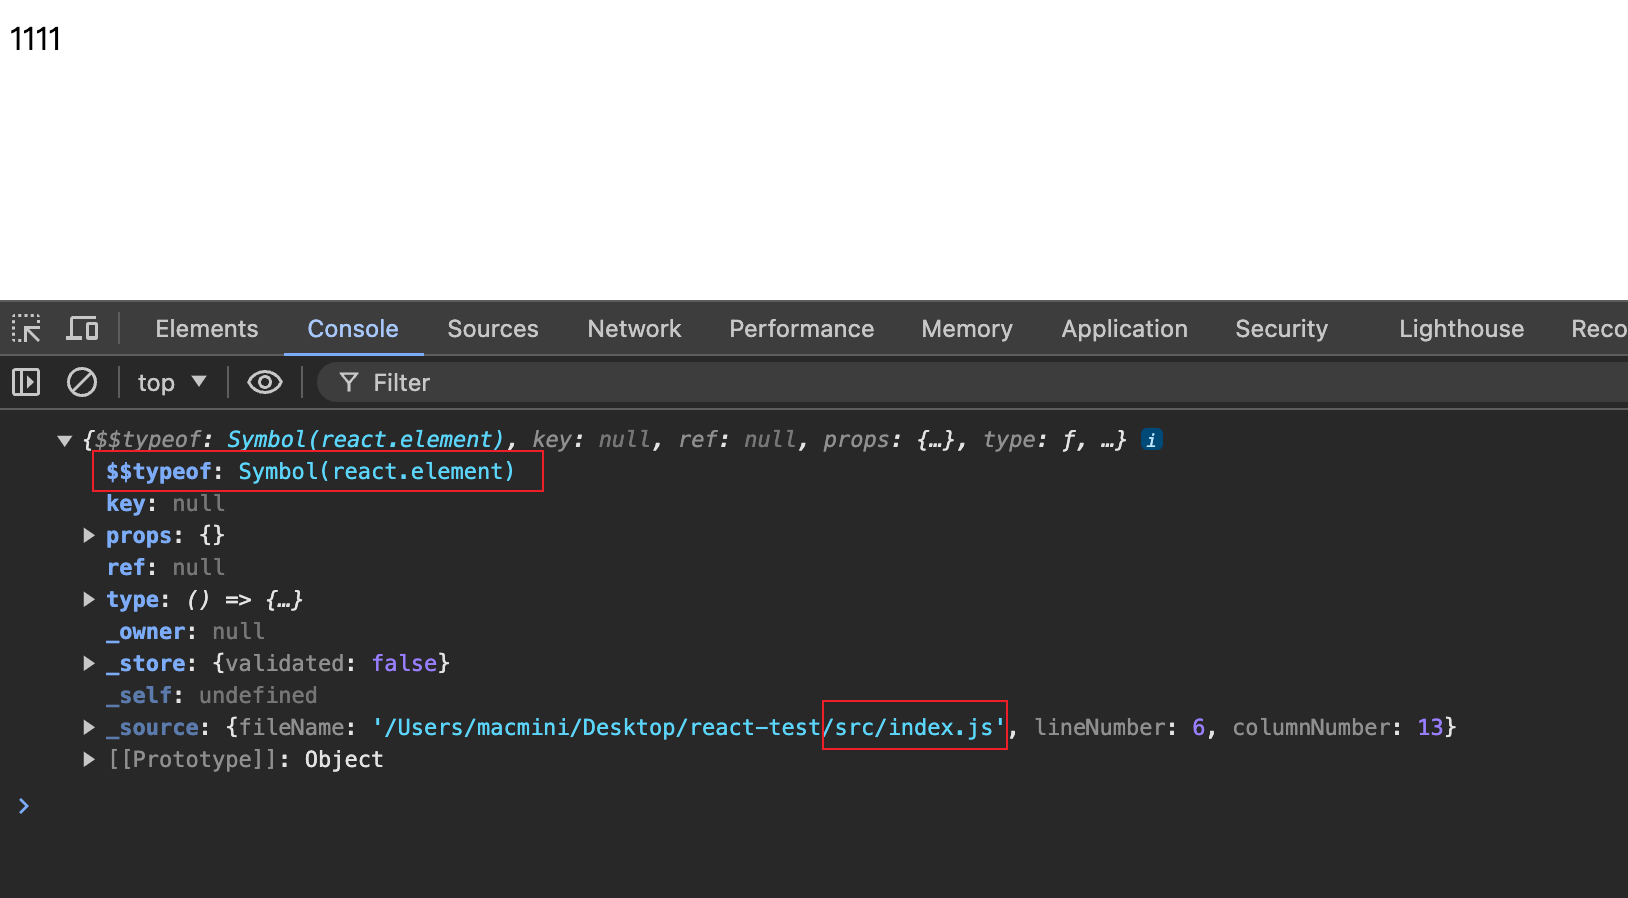 1111
Elements Console Sources Network Performance Memory Application Security Lighthouse Reco
top Filter
{$$typeof: Symbol(react.element), key: null, ref: null, props: {…}, type: ƒ, …} i
$$typeof: Symbol(react.element)
key: null
props: {}
ref: null
type: () => {…}
_owner: null
_store: {validated: false}
_self: undefined
_source: {fileName: '/Users/macmini/Desktop/react-test/src/index.js', lineNumber: 6, columnNumber: 13}
[[Prototype]]: Object